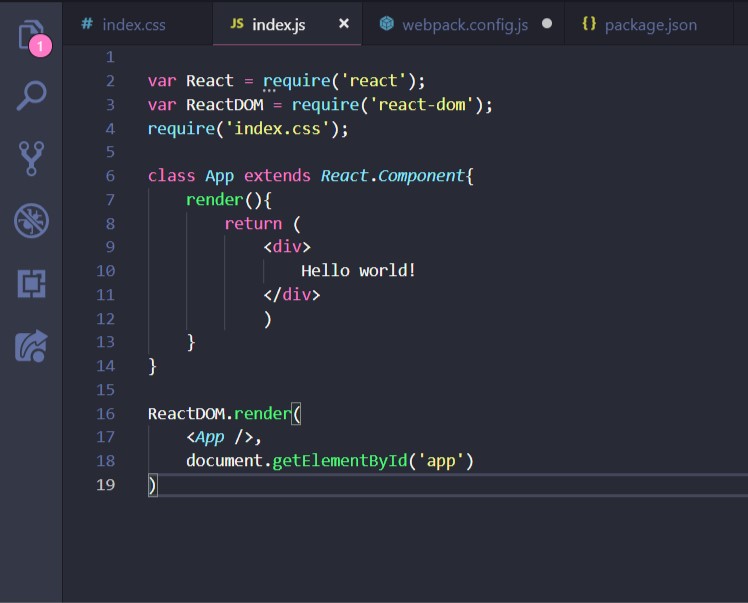 1
# index.css
JS index.js ×
webpack.config.js ●
{} package.json
1
2 var React = require('react');
3 var ReactDOM = require('react-dom');
4 require('index.css');
5
6 class App extends React.Component{
7 render(){
8 return (
9 <div>
10 Hello world!
11 </div>
12 )
13 }
14 }
15
16 ReactDOM.render(
17 <App />,
18 document.getElementById('app')
19 )